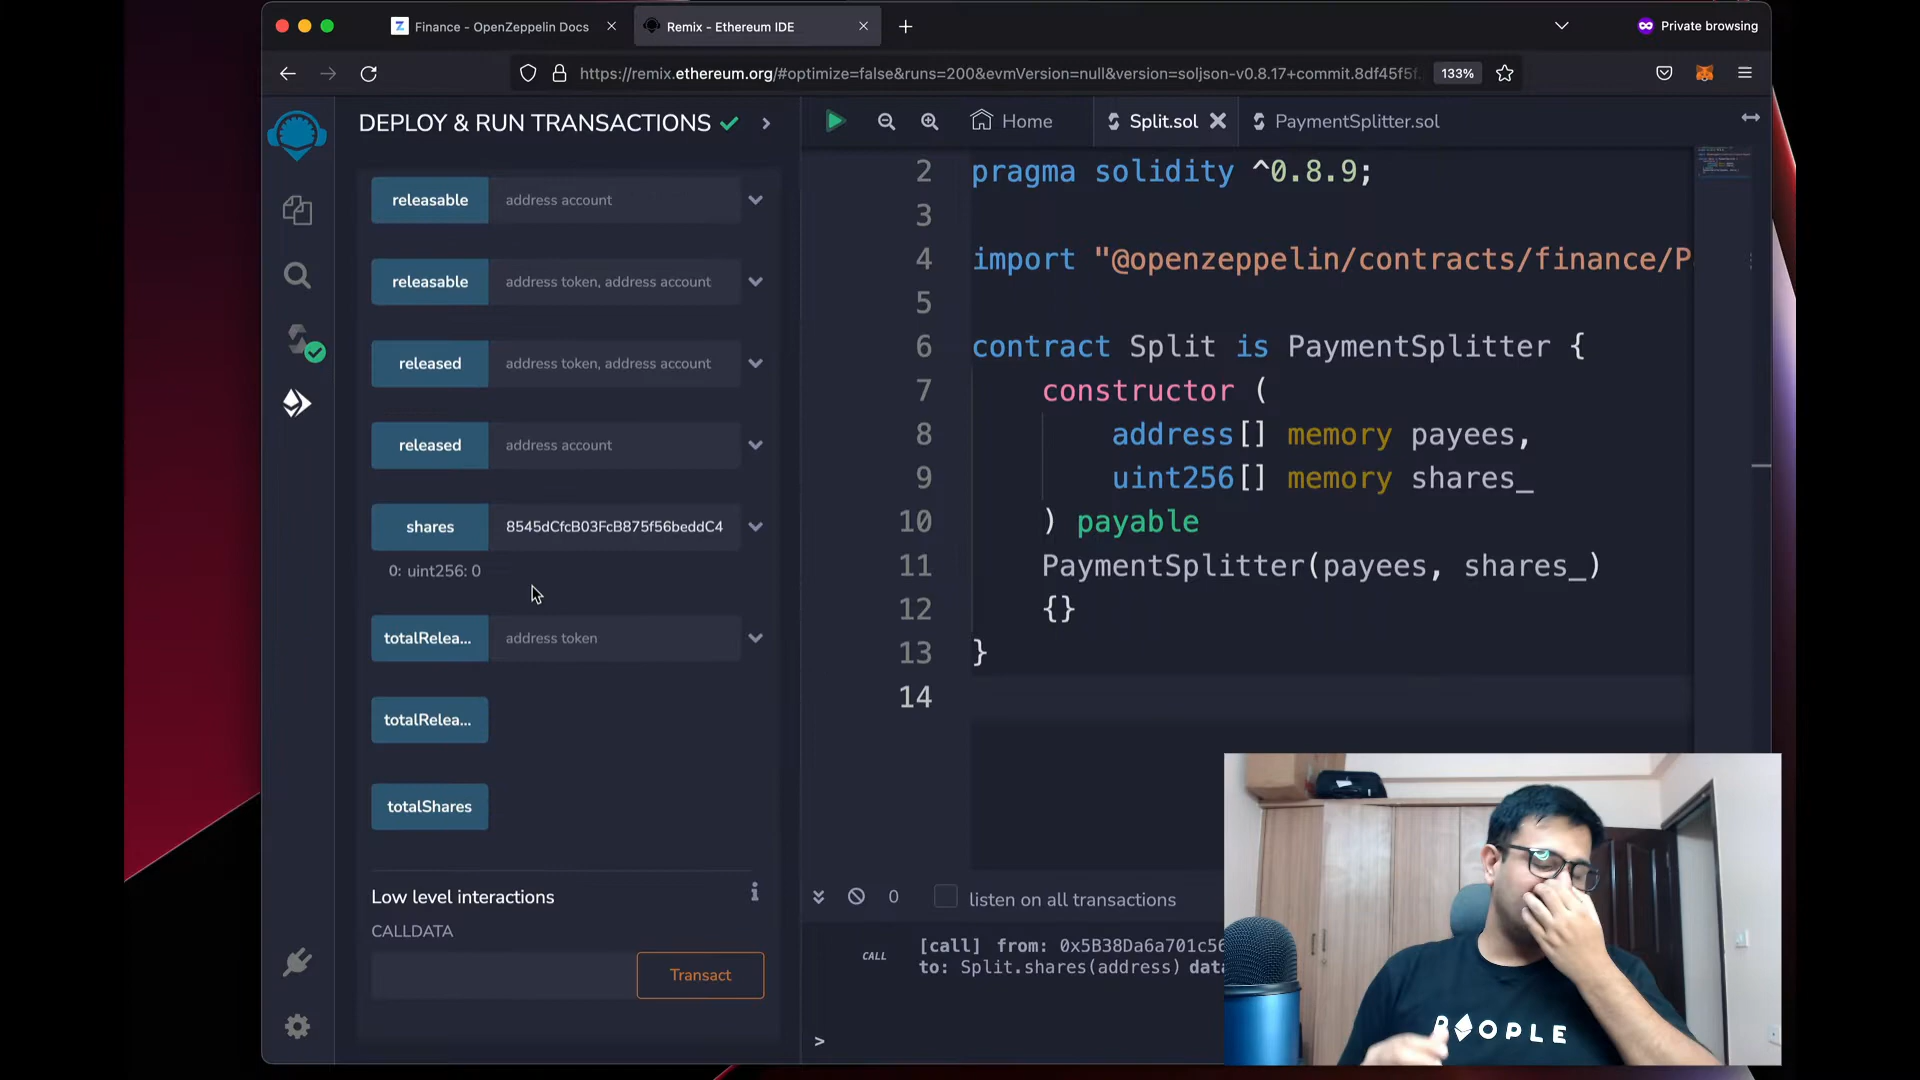 Finance - OpenZeppelin Docs
Remix - Ethereum IDE
Private browsing
https://remix.ethereum.org/#optimize=false&runs=200&evmVersion=null&version=soljson-v0.8.17+commit.8df45f5f.
133%
DEPLOY & RUN TRANSACTIONS
Home
Split.sol
PaymentSplitter.sol
releasable
address account
releasable
address token, address account
released
address token, address account
released
address account
shares
8545dCfcB03FcB875f56beddC4
0: uint256: 0
totalRelea...
address token
totalRelea...
totalShares
Low level interactions
CALLDATA
Transact
2 pragma solidity ^0.8.9;
3
4 import "@openzeppelin/contracts/finance/P
5
6 contract Split is PaymentSplitter {
7 constructor (
8 address[] memory payees,
9 uint256[] memory shares_
10 ) payable
11 PaymentSplitter(payees, shares_)
12 {}
13 }
14
0
listen on all transactions
CALL
[call] from: 0x5B38Da6a701c56
to: Split.shares(address) data
>
PEOPLE